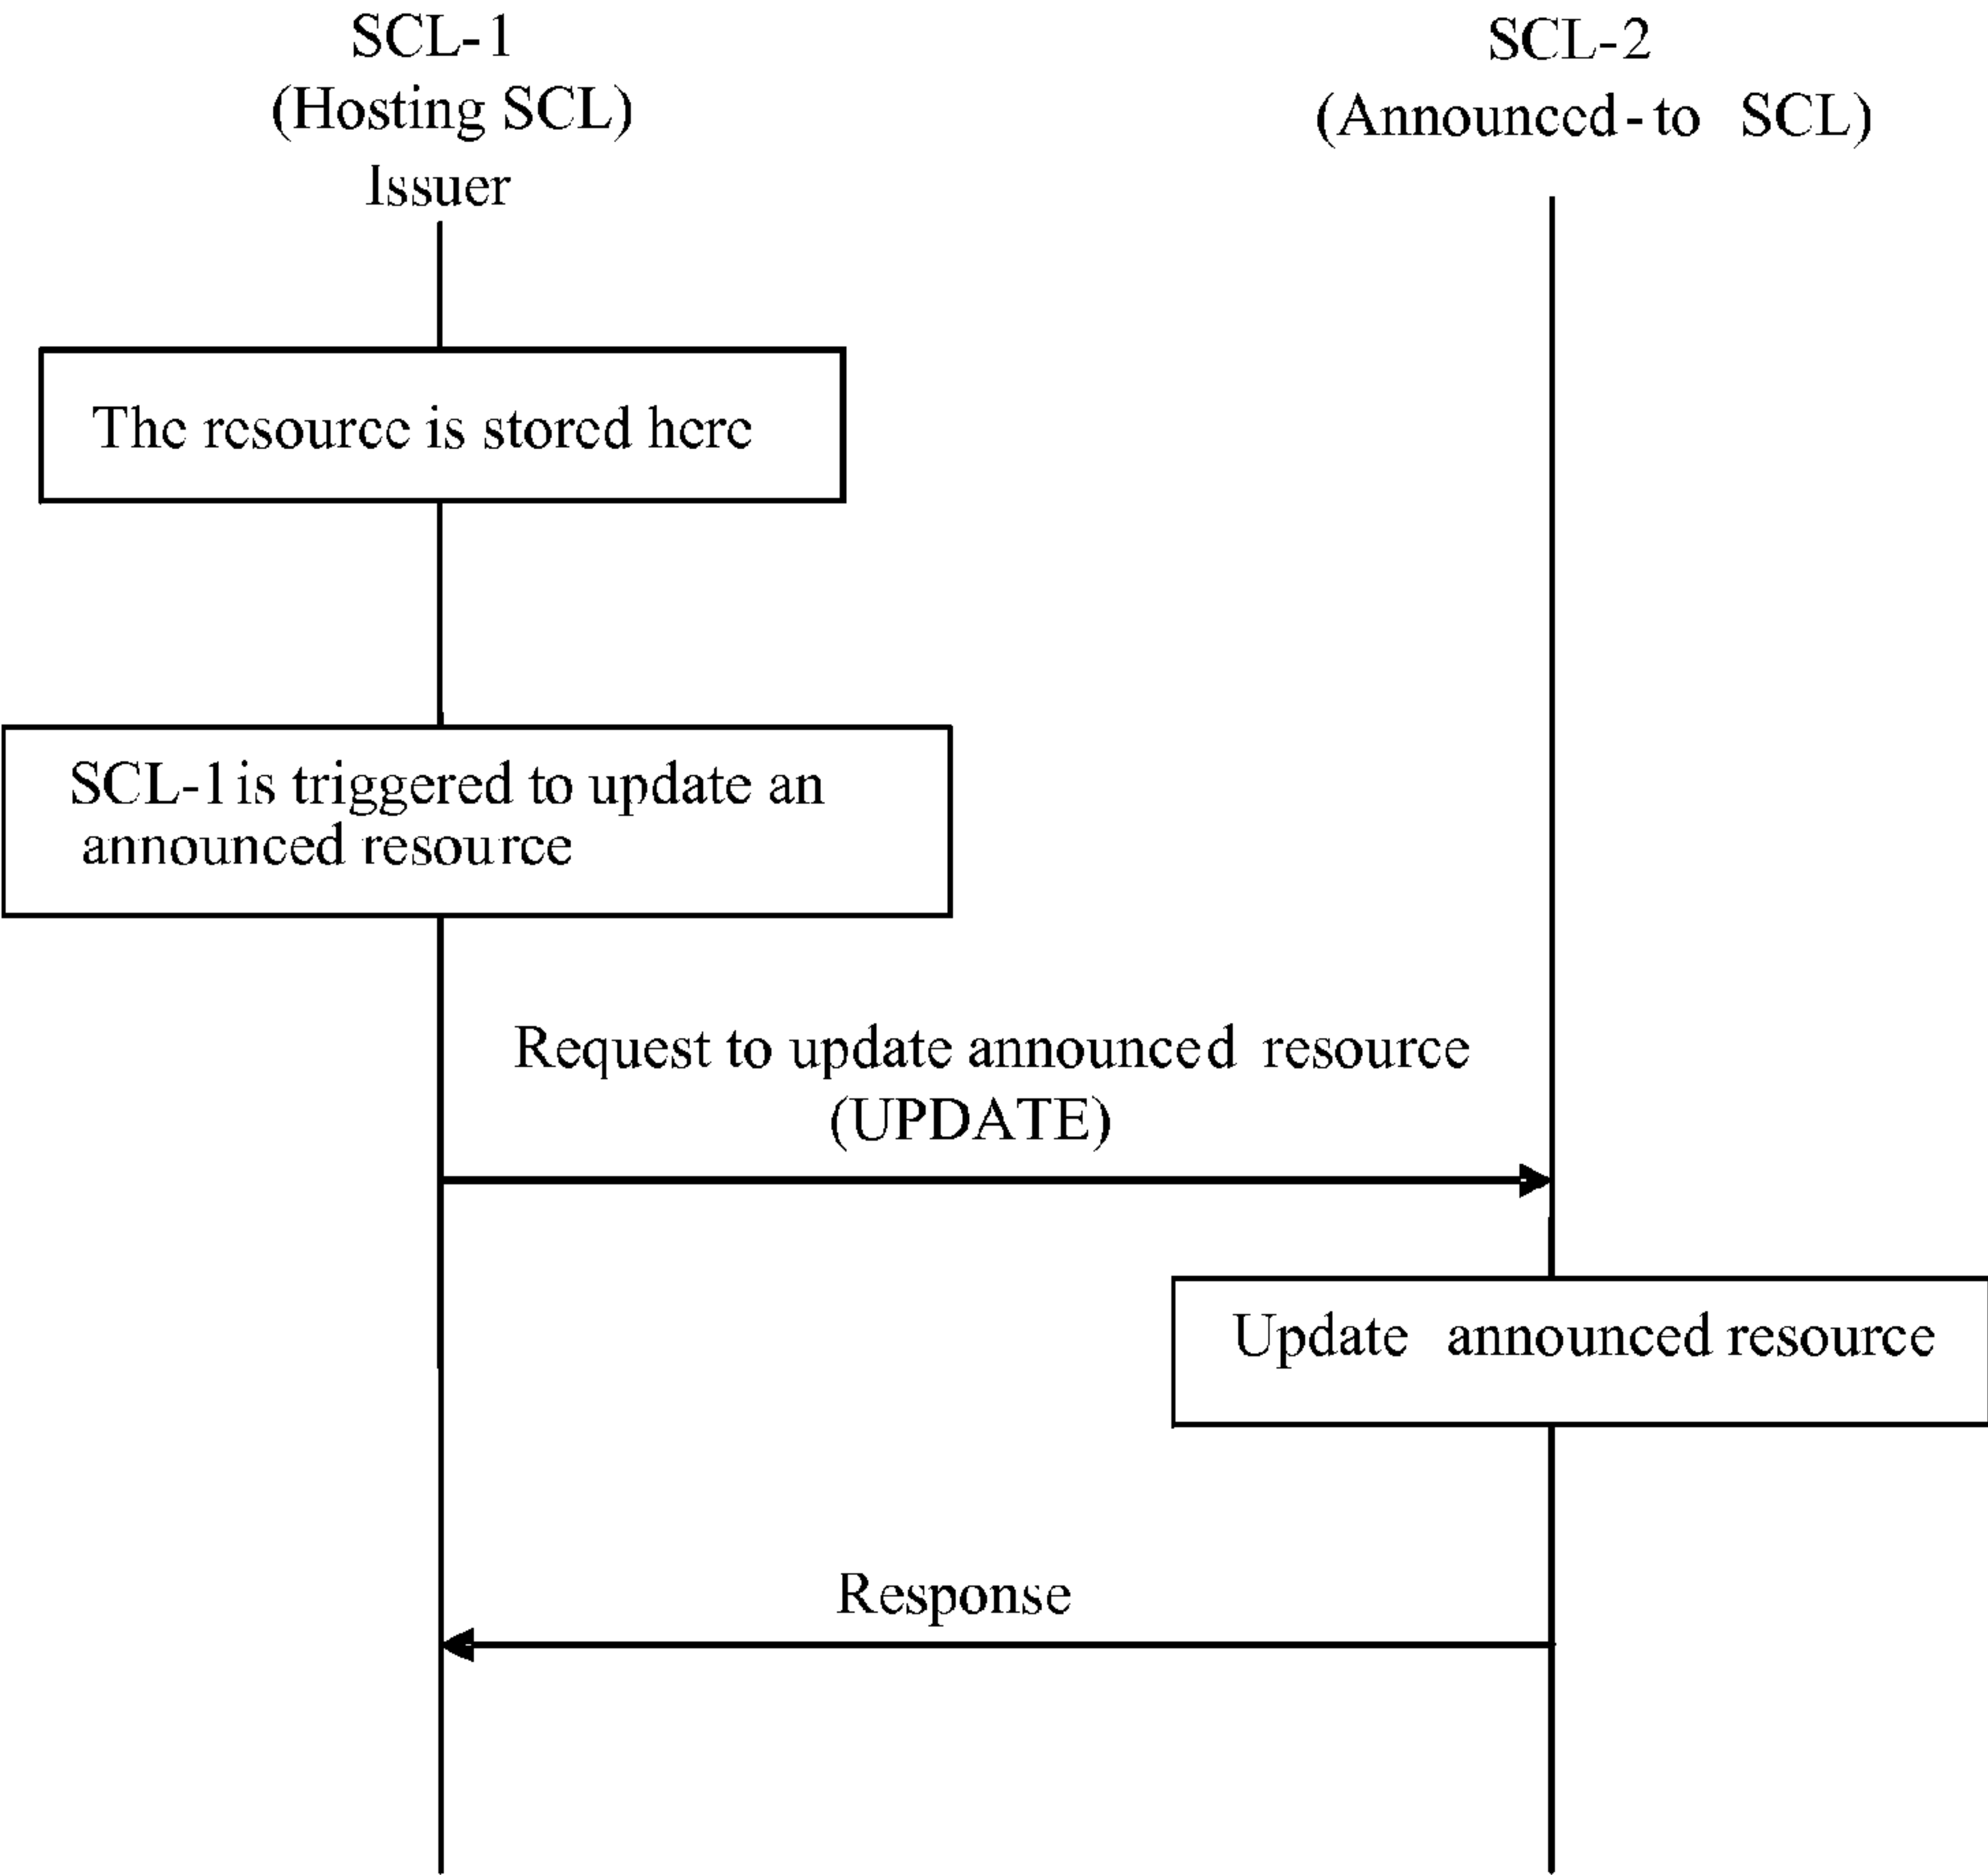 SCL-1
(Hosting SCL)
Issuer
SCL-2
(Announced-to SCL)
The resource is stored here
SCL-1 is triggered to update an
announced resource
Request to update announced resource
(UPDATE)
Update announced resource
Response